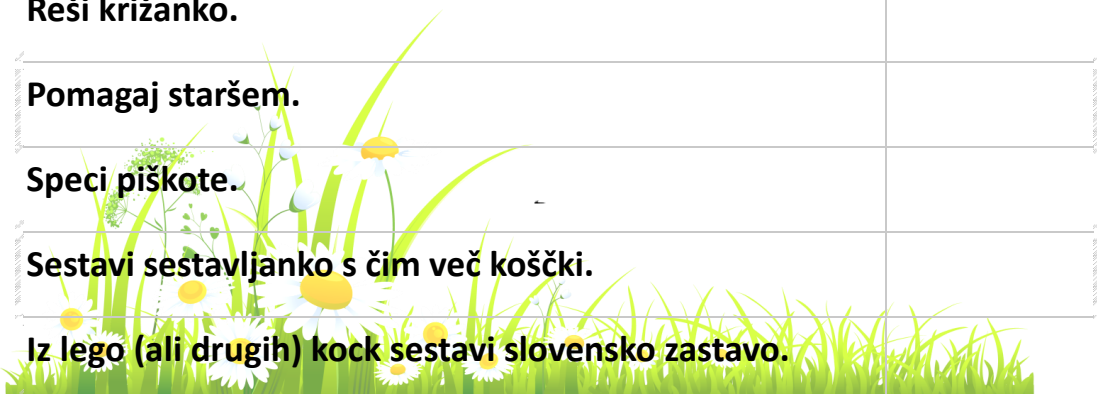 Reši križanko.
Pomagaj staršem.
Speci piškote.
Sestavi sestavljanko s čim več koščki.
Iz lego (ali drugih) kock sestavi slovensko zastavo.